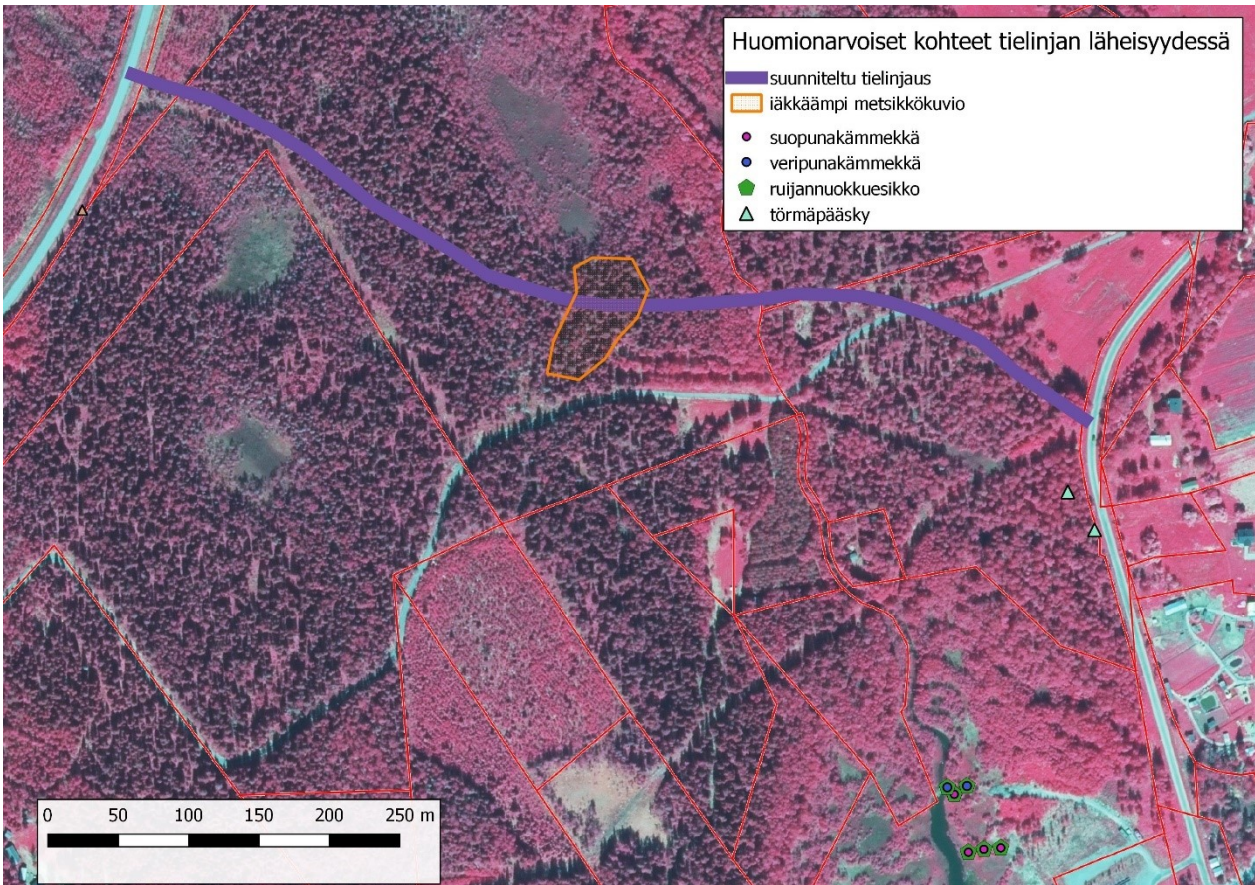 Huomionarvoiset kohteet tielinjan läheisyydessä
suunniteltu tielinjaus
iäkkäämpi metsikkökuvio
suopunakämmekkä
veripunakämmekkä
ruijannuokkuesikko
törmäpääsky
0 50 100 150 200 250 m